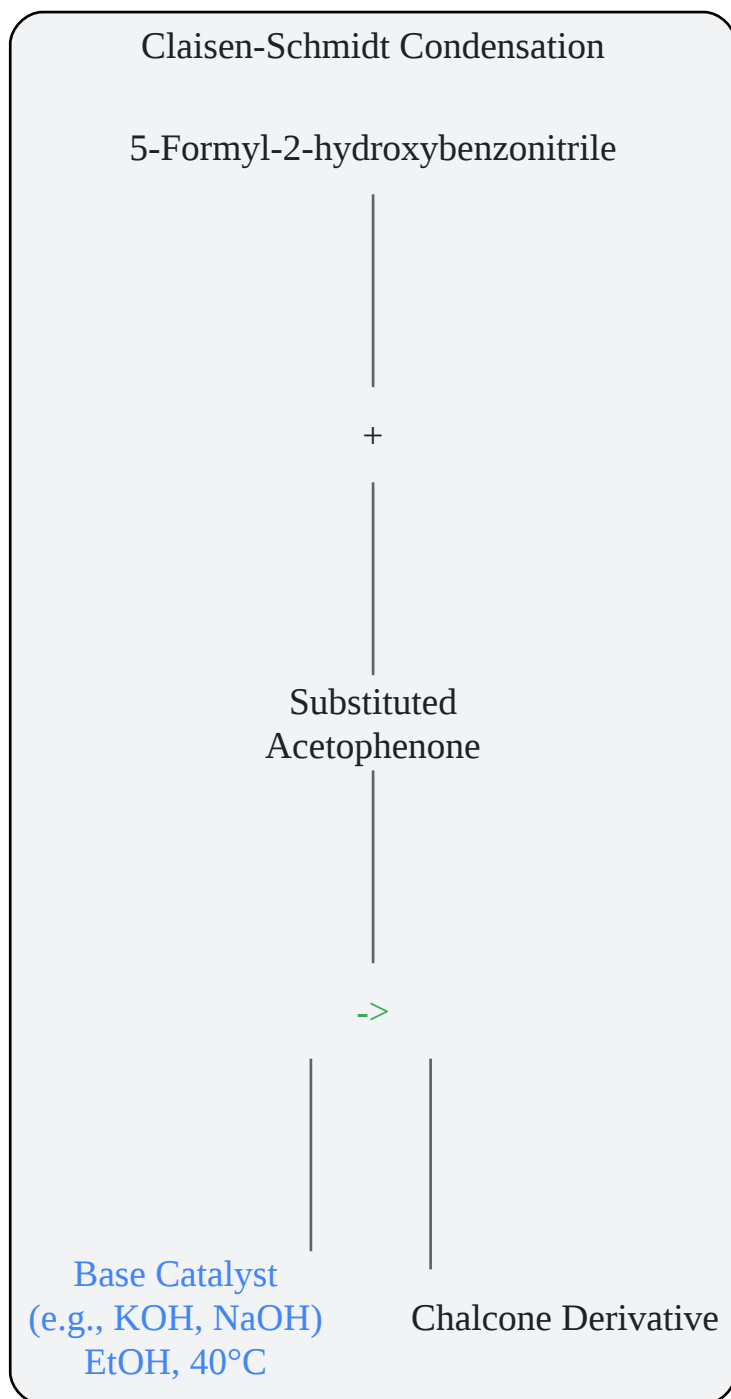 Claisen-Schmidt Condensation
5-Formyl-2-hydroxybenzonitrile
+
Substituted
Acetophenone
->
Base Catalyst
(e.g., KOH, NaOH)
EtOH, 40°C
Chalcone Derivative